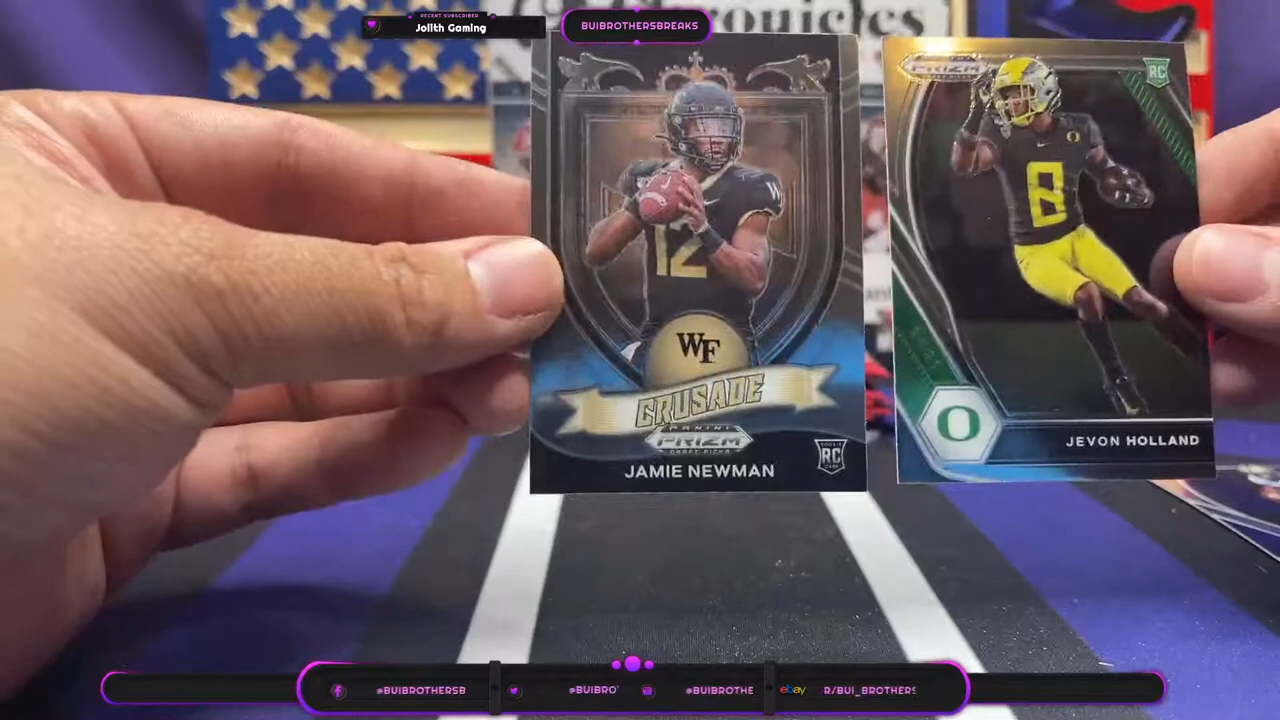 RECENT SUBSCRIBER
Jolith Gaming
BUIBROTHERSBREAKS
Chronicles
PRIZM
RC
12
W
8
O
WF
CRUSADE
PANINI
PRIZM
DRAFT PICKS
JAMIE NEWMAN
ROOKIE
RC
CARD
O
JEVON HOLLAND
@BUIBROTHERSB
@BUIBRO
@BUIBROTHE
ebay
R/BUI_BROTHERS